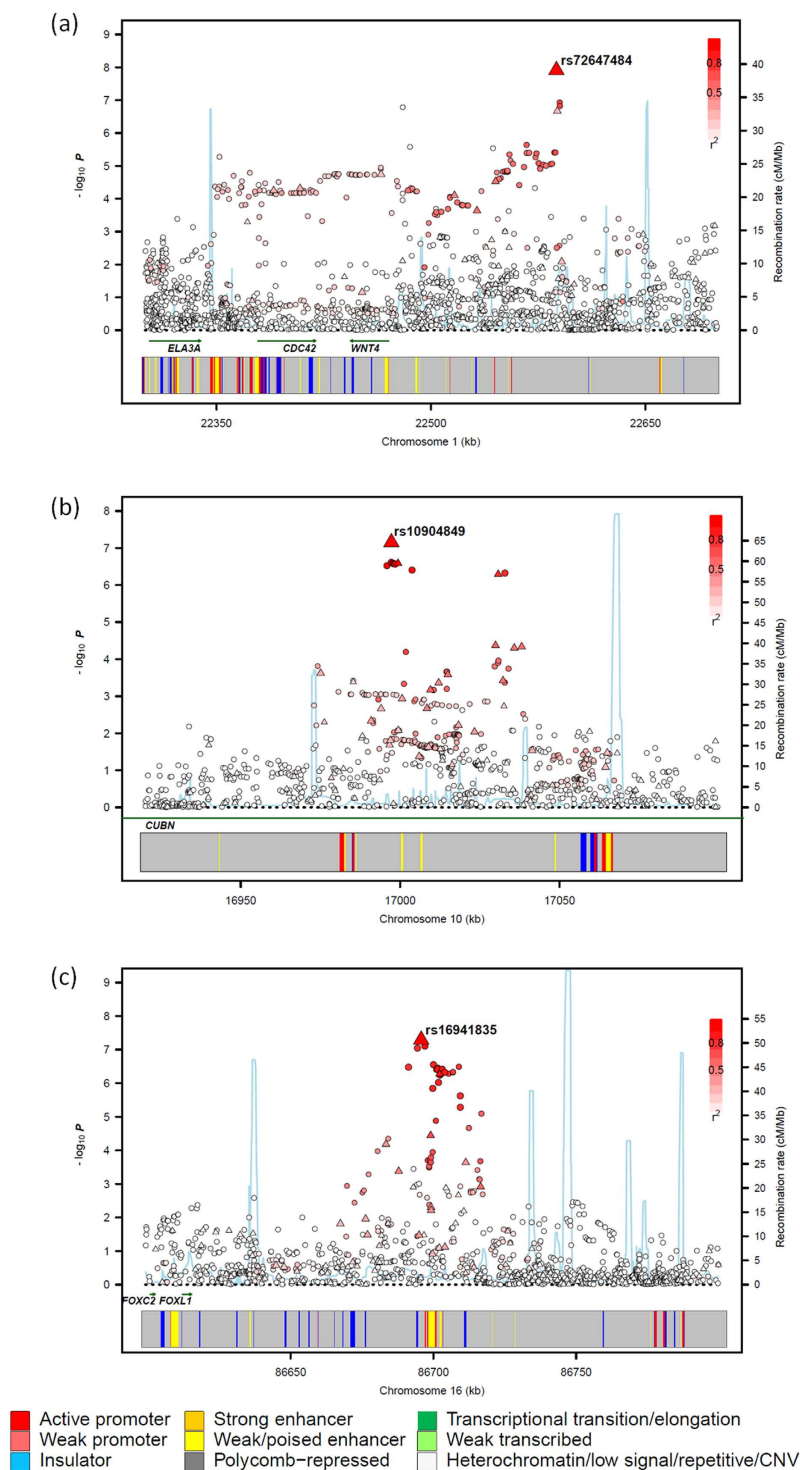 (a)
9
8
7
6
5
4
3
2
1
0
- log10 P
rs72647484
0.8
0.5
r2
40
35
30
25
20
15
10
5
0
Recombination rate (cM/Mb)
ELA3A CDC42 WNT4
22350 22500 22650
Chromosome 1 (kb)
(b)
8
7
6
5
4
3
2
1
0
- log10 P
rs10904849
0.8
0.5
r2
65
60
55
50
45
40
35
30
25
20
15
10
5
0
Recombination rate (cM/Mb)
CUBN
16950 17000 17050
Chromosome 10 (kb)
(c)
9
8
7
6
5
4
3
2
1
0
- log10 P
rs16941835
0.8
0.5
r2
55
50
45
40
35
30
25
20
15
10
5
0
Recombination rate (cM/Mb)
FOXC2 FOXL1
86650 86700 86750
Chromosome 16 (kb)
Active promoter Strong enhancer Transcriptional transition/elongation
Weak promoter Weak/poised enhancer Weak transcribed
Insulator Polycomb−repressed Heterochromatin/low signal/repetitive/CNV